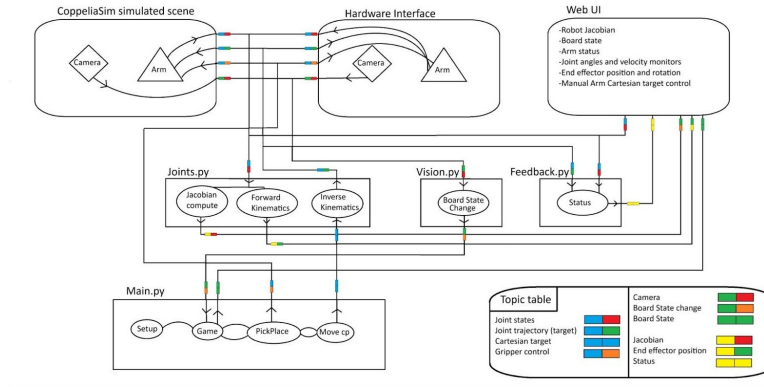 CoppeliaSim simulated scene
Hardware Interface
Web UI
Camera
Arm
Camera
Arm
-Robot Jacobian
-Board state
-Arm status
-Joint angles and velocity monitors
-End effector position and rotation
-Manual Arm Cartesian target control
Joints.py
Vision.py
Feedback.py
Jacobian
compute
Forward
Kinematics
Inverse
Kinematics
Board State
Change
Status
Main.py
Setup
Game
PickPlace
Move cp
Topic table
Joint states
Joint trajectory (target)
Cartesian target
Gripper control
Camera
Board State change
Board State
Jacobian
End effector position
Status